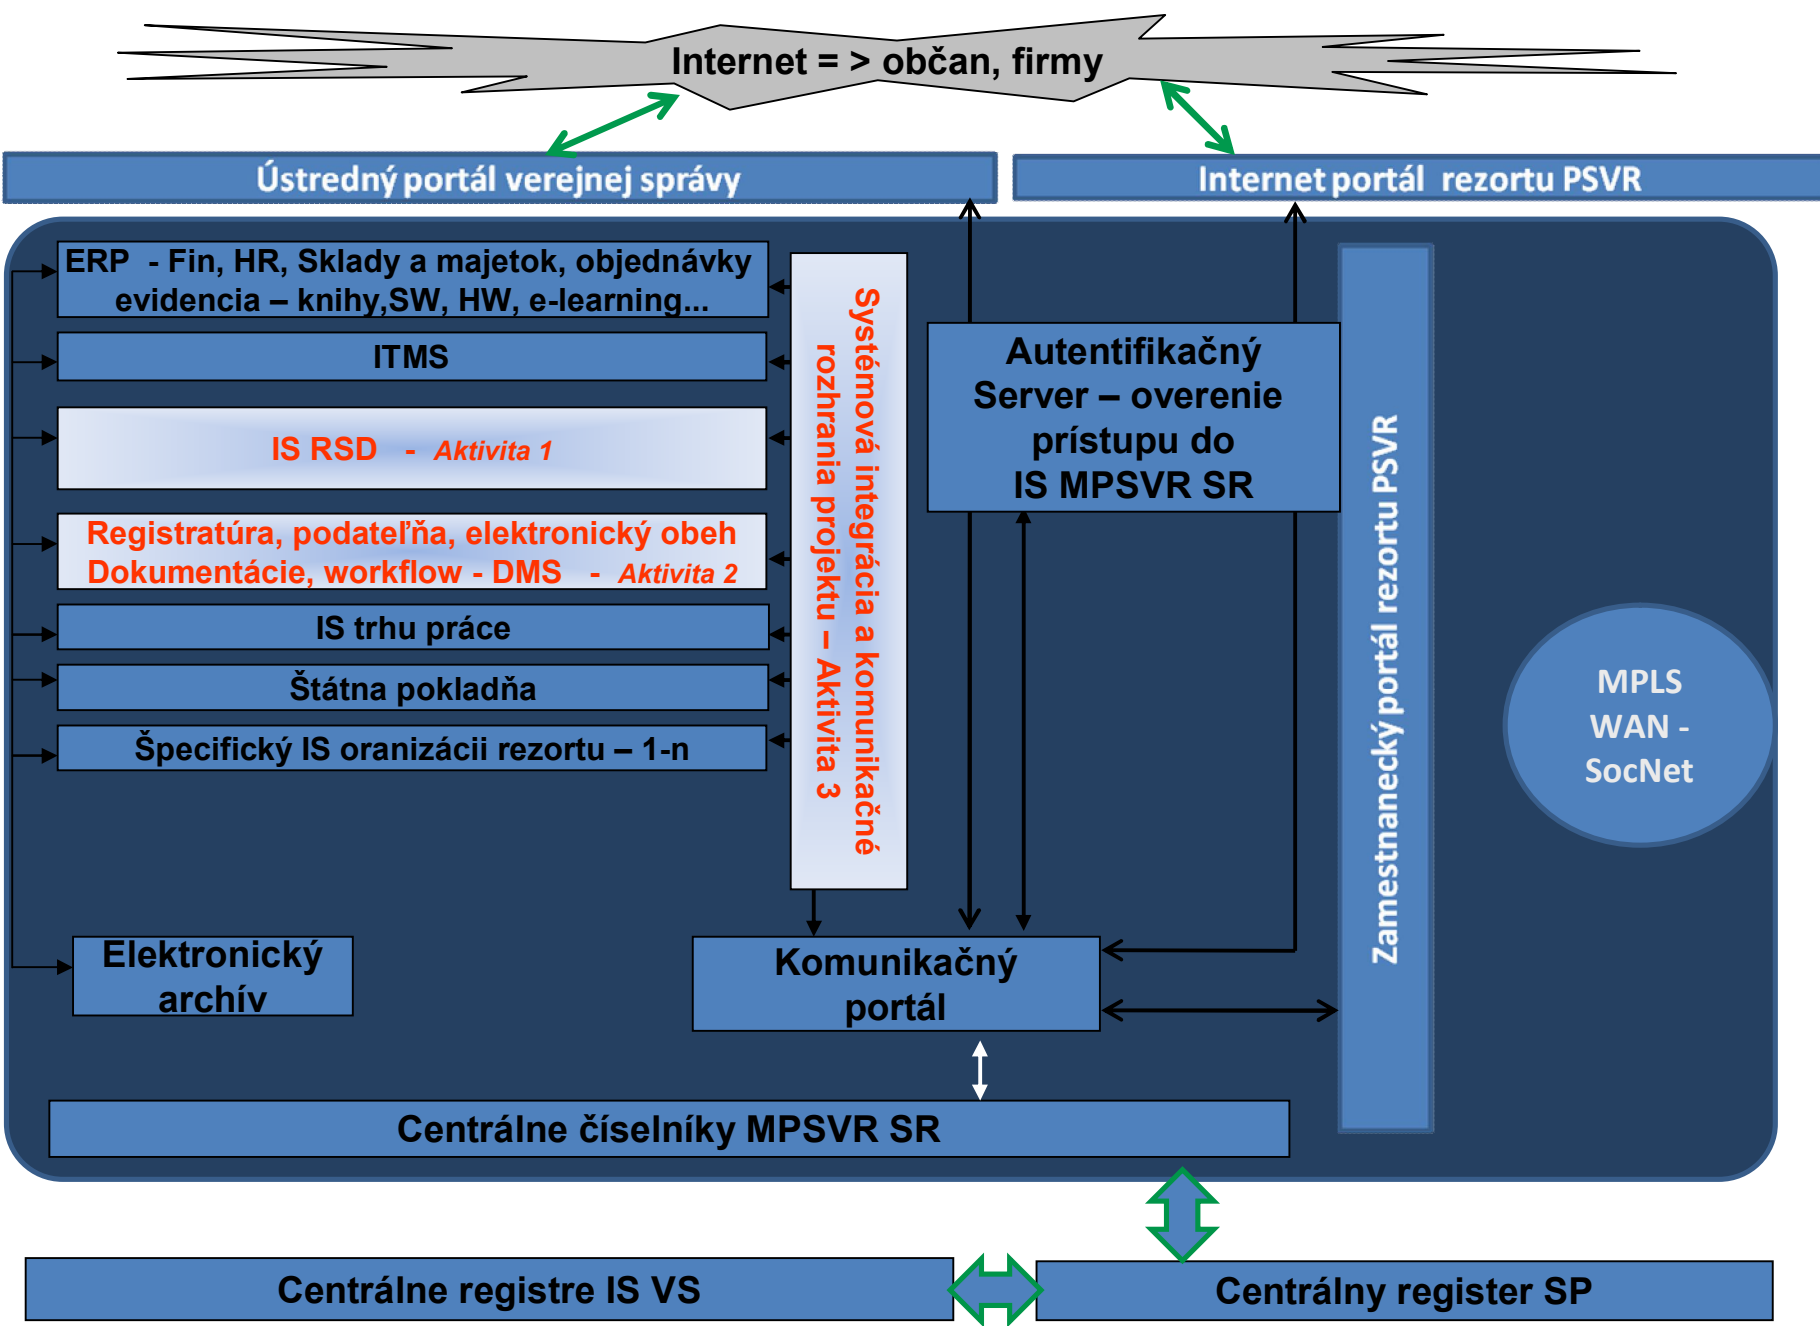 Internet = > občan, firmy
Ústredný portál verejnej správy
Internet portál rezortu PSVR
ERP - Fin, HR, Sklady a majetok, objednávky
evidencia – knihy,SW, HW, e-learning...
ITMS
IS RSD - Aktivita 1
Registratúra, podateľňa, elektronický obeh
Dokumentácie, workflow - DMS - Aktivita 2
IS trhu práce
Štátna pokladňa
Špecifický IS oranizácii rezortu – 1-n
Systémová integrácia a komunikačné
rozhrania projektu – Aktivita 3
Autentifikačný
Server – overenie
prístupu do
IS MPSVR SR
Zamestnanecký portál rezortu PSVR
MPLS
WAN -
SocNet
Elektronický
archív
Komunikačný
portál
Centrálne číselníky MPSVR SR
Centrálne registre IS VS
Centrálny register SP